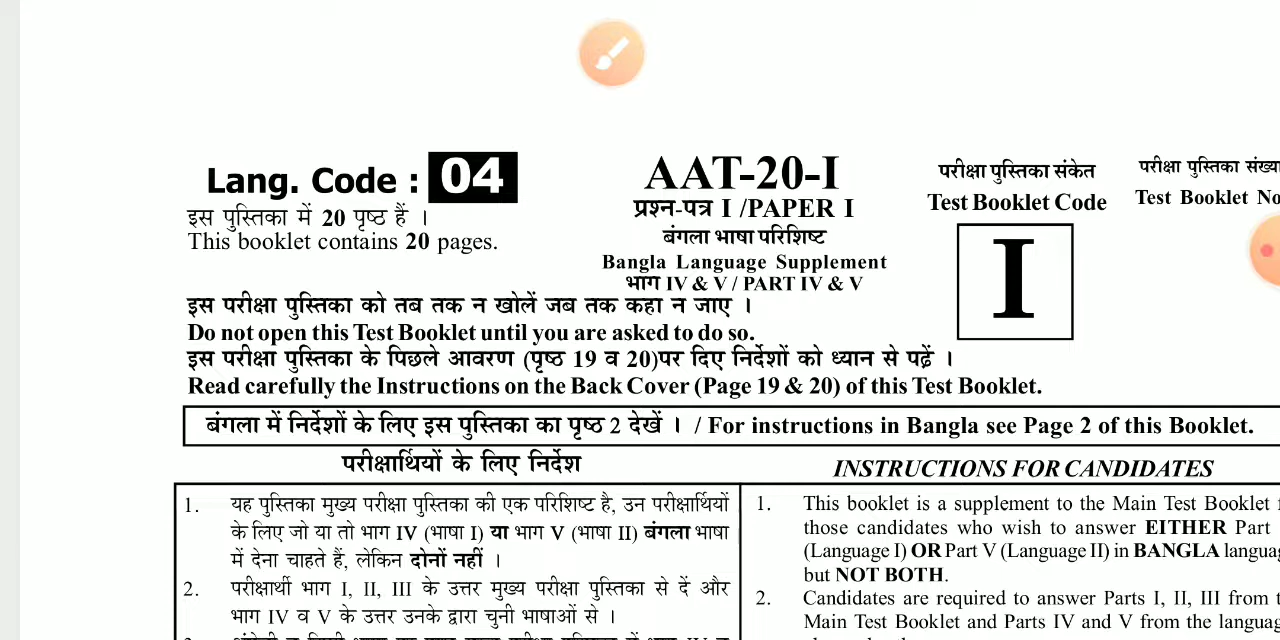 Lang. Code : 04
इस पुस्तिका में 20 पृष्ठ हैं ।
This booklet contains 20 pages.
AAT-20-I
प्रश्न-पत्र I /PAPER I
बंगला भाषा परिशिष्ट
Bangla Language Supplement
भाग IV & V / PART IV & V
परीक्षा पुस्तिका संकेत
Test Booklet Code
I
परीक्षा पुस्तिका
Test Booklet
इस परीक्षा पुस्तिका को तब तक न खोलें जब तक कहा न जाए ।
Do not open this Test Booklet until you are asked to do so.
इस परीक्षा पुस्तिका के पिछले आवरण (पृष्ठ 19 व 20)पर दिए निर्देशों को ध्यान से पढ़ें ।
Read carefully the Instructions on the Back Cover (Page 19 & 20) of this Test Booklet.
बंगला में निर्देशों के लिए इस पुस्तिका का पृष्ठ 2 देखें । / For instructions in Bangla see Page 2 of this Booklet.
परीक्षार्थियों के लिए निर्देश
1. यह पुस्तिका मुख्य परीक्षा पुस्तिका की एक परिशिष्ट है, उन परीक्षार्थियों
के लिए जो या तो भाग IV (भाषा I) या भाग V (भाषा II) बंगला भाषा
में देना चाहते हैं, लेकिन दोनों नहीं ।
2. परीक्षार्थी भाग I, II, III के उत्तर मुख्य परीक्षा पुस्तिका से दें और
भाग IV व V के उत्तर उनके द्वारा चुनी भाषाओं से ।
INSTRUCTIONS FOR CANDIDATES
1. This booklet is a supplement to the Main Test Booklet
those candidates who wish to answer EITHER Part
(Language I) OR Part V (Language II) in BANGLA
but NOT BOTH.
2. Candidates are required to answer Parts I, II, III from
Main Test Booklet and Parts IV and V from the